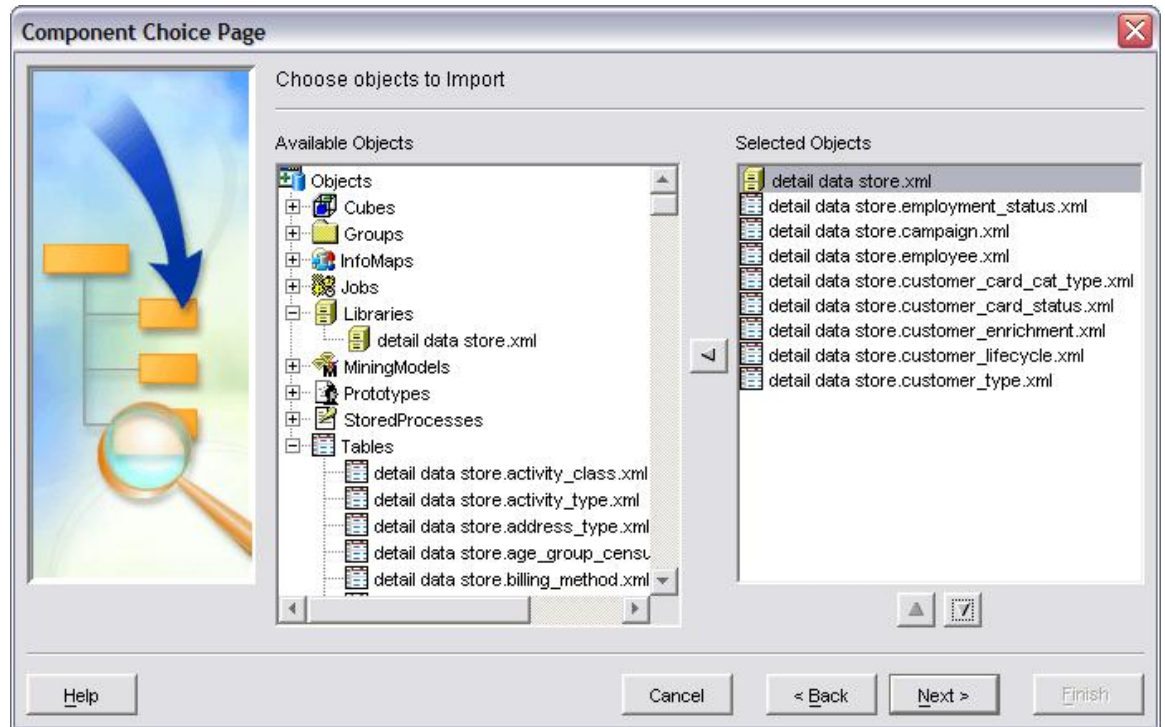 Component Choice Page
Choose objects to Import
Available Objects
Objects
Cubes
Groups
InfoMaps
Jobs
Libraries
detail data store.xml
MiningModels
Prototypes
StoredProcesses
Tables
detail data store.activity_class.xml
detail data store.activity_type.xml
detail data store.address_type.xml
detail data store.age_group_censu
detail data store.billing_method.xml
Selected Objects
detail data store.xml
detail data store.employment_status.xml
detail data store.campaign.xml
detail data store.employee.xml
detail data store.customer_card_cat_type.xml
detail data store.customer_card_status.xml
detail data store.customer_enrichment.xml
detail data store.customer_lifecycle.xml
detail data store.customer_type.xml
Help
Cancel
< Back
Next >
Finish